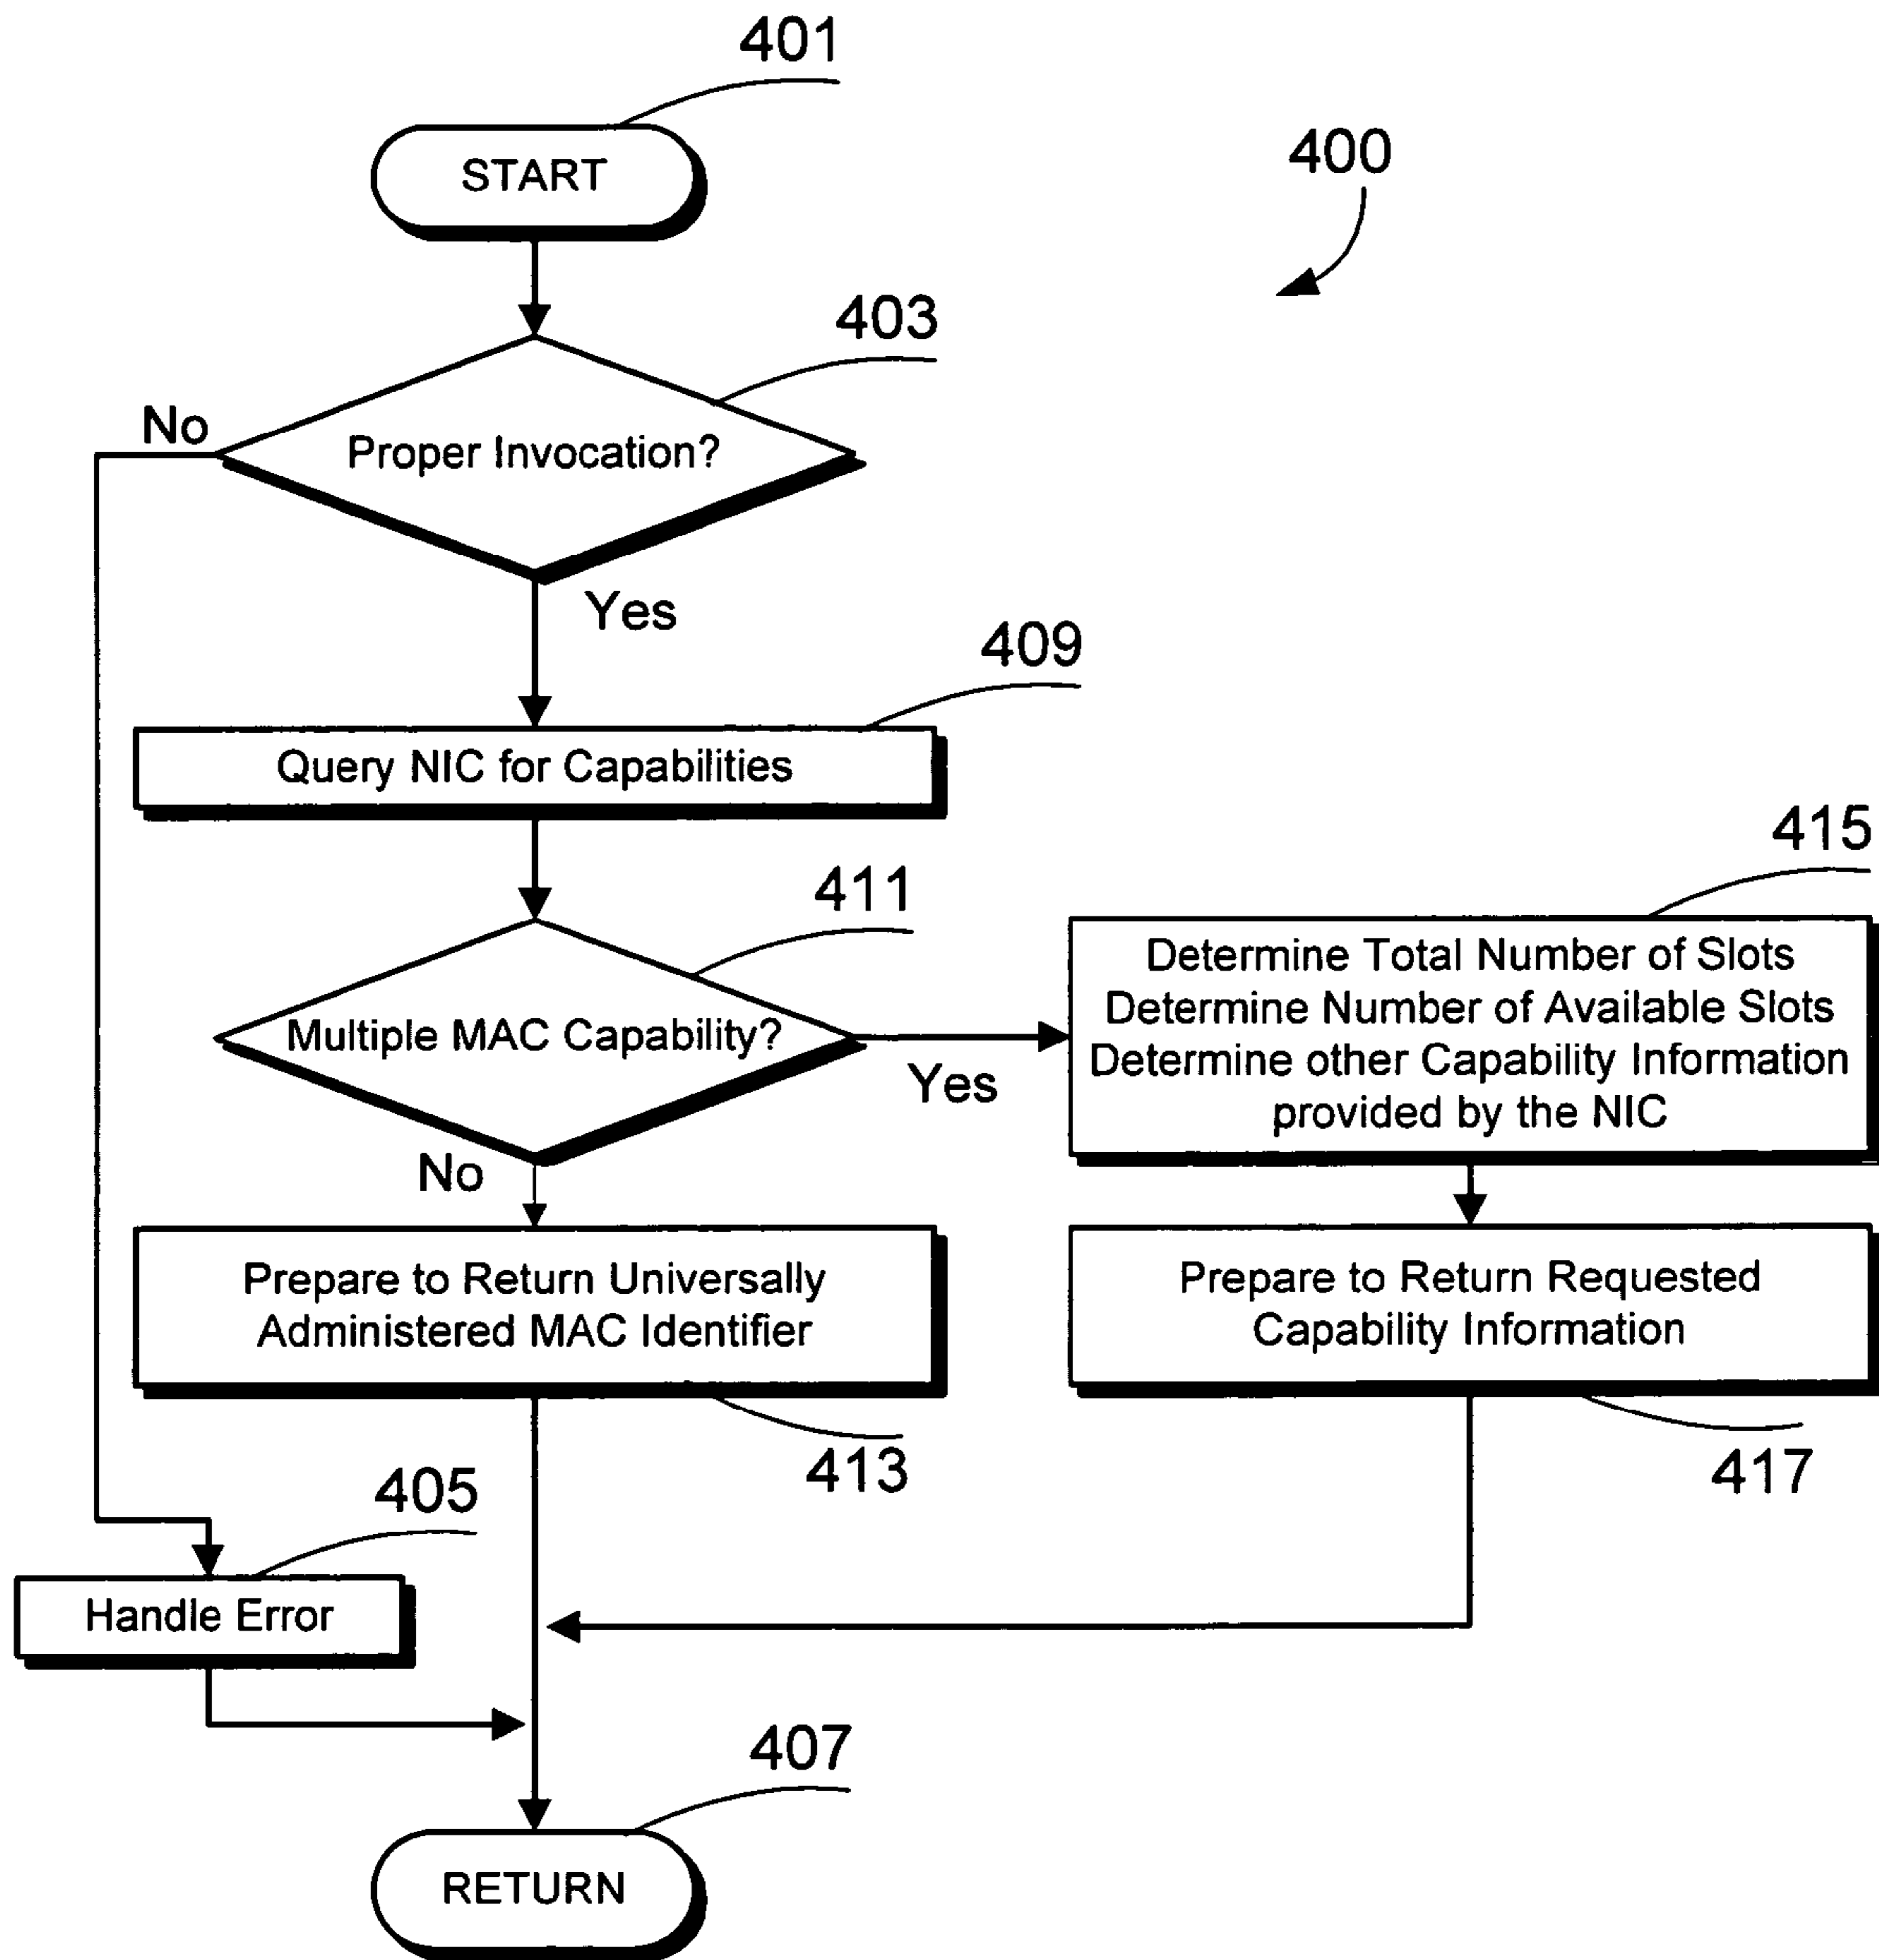 401
START
400
403
No
Proper Invocation?
Yes
409
Query NIC for Capabilities
415
411
Determine Total Number of Slots
Determine Number of Available Slots
Determine other Capability Information
provided by the NIC
Multiple MAC Capability?
Yes
No
Prepare to Return Universally
Administered MAC Identifier
Prepare to Return Requested
Capability Information
413
417
405
Handle Error
407
RETURN